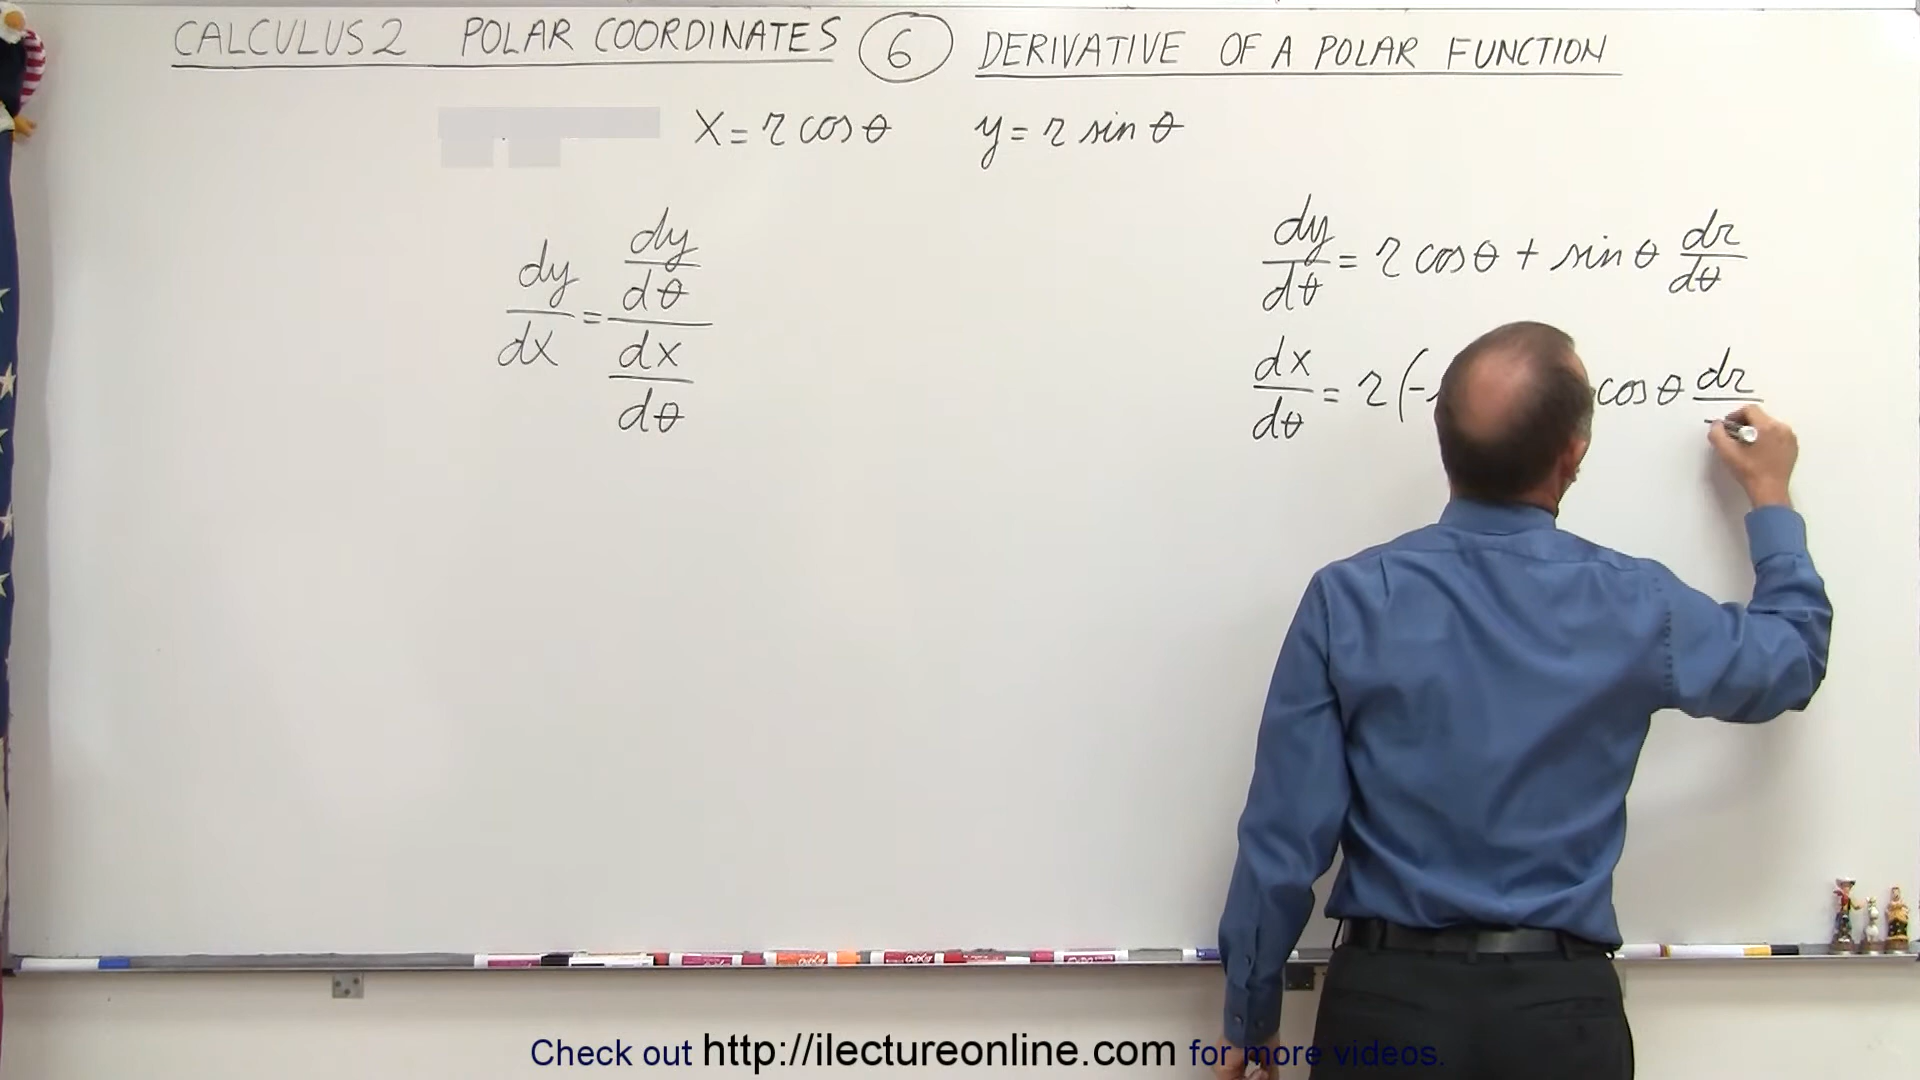 CALCULUS 2 POLAR COORDINATES 6 DERIVATIVE OF A POLAR FUNCTION
x = r cos θ y = r sin θ
dy/dx = (dy/dθ)/(dx/dθ)
dy/dθ = r cos θ + sin θ dr/dθ
dx/dθ = r (- cos θ dr
Check out http://ilectureonline.com for more videos.